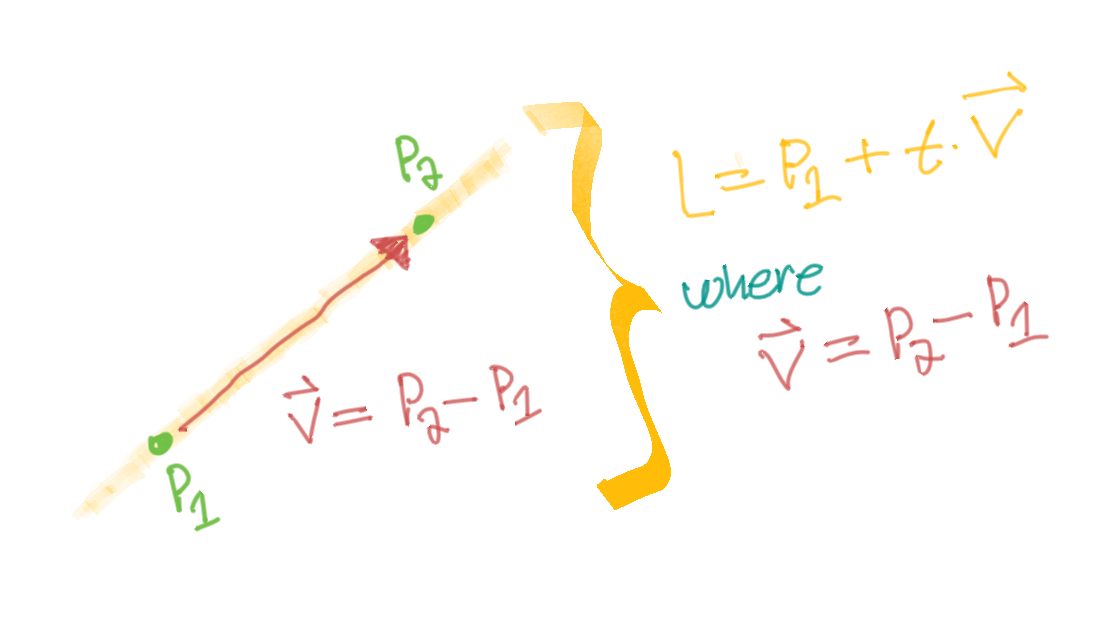 P2
L = P1 + t. V⃗
where
V⃗ = P2 - P1
V⃗ = P2 - P1
P1